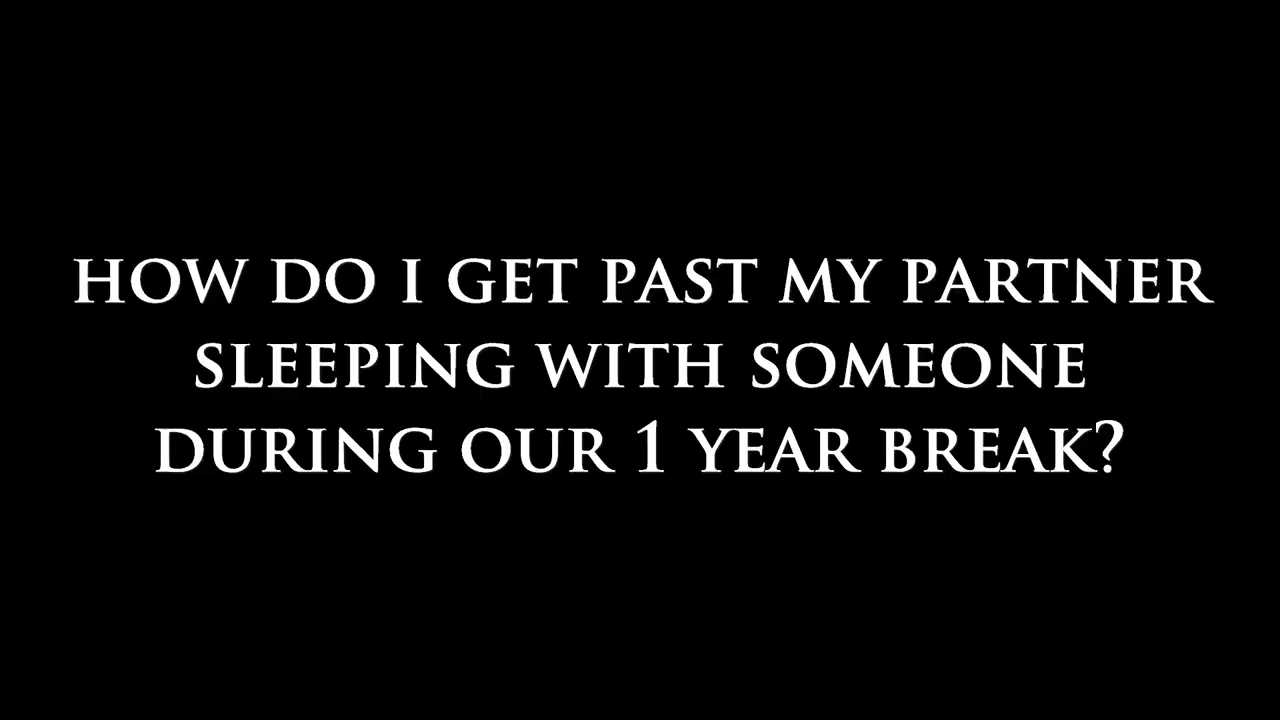 HOW DO I GET PAST MY PARTNER
SLEEPING WITH SOMEONE
DURING OUR 1 YEAR BREAK?